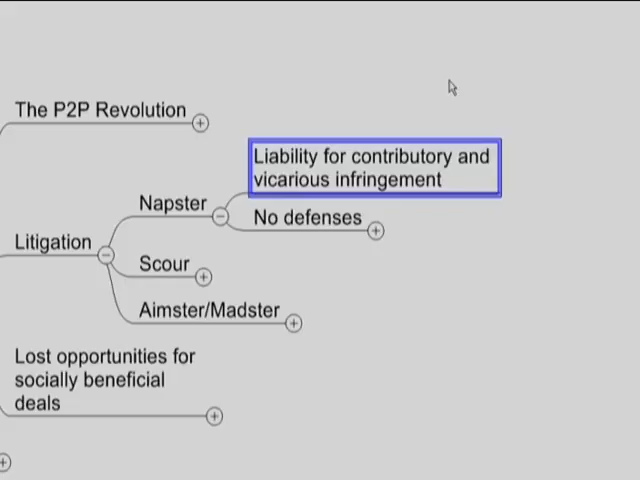 The P2P Revolution
Liability for contributory and
vicarious infringement
Napster
No defenses
Litigation
Scour
Aimster/Madster
Lost opportunities for
socially beneficial
deals